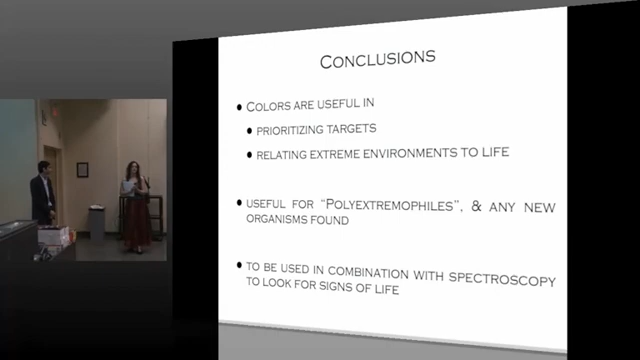 CONCLUSIONS
• COLORS ARE USEFUL IN
• PRIORITIZING TARGETS
• RELATING EXTREME ENVIRONMENTS TO LIFE
• USEFUL FOR "POLYEXTREMOPHILES", & ANY NEW
ORGANISMS FOUND
• TO BE USED IN COMBINATION WITH SPECTROSCOPY
TO LOOK FOR SIGNS OF LIFE